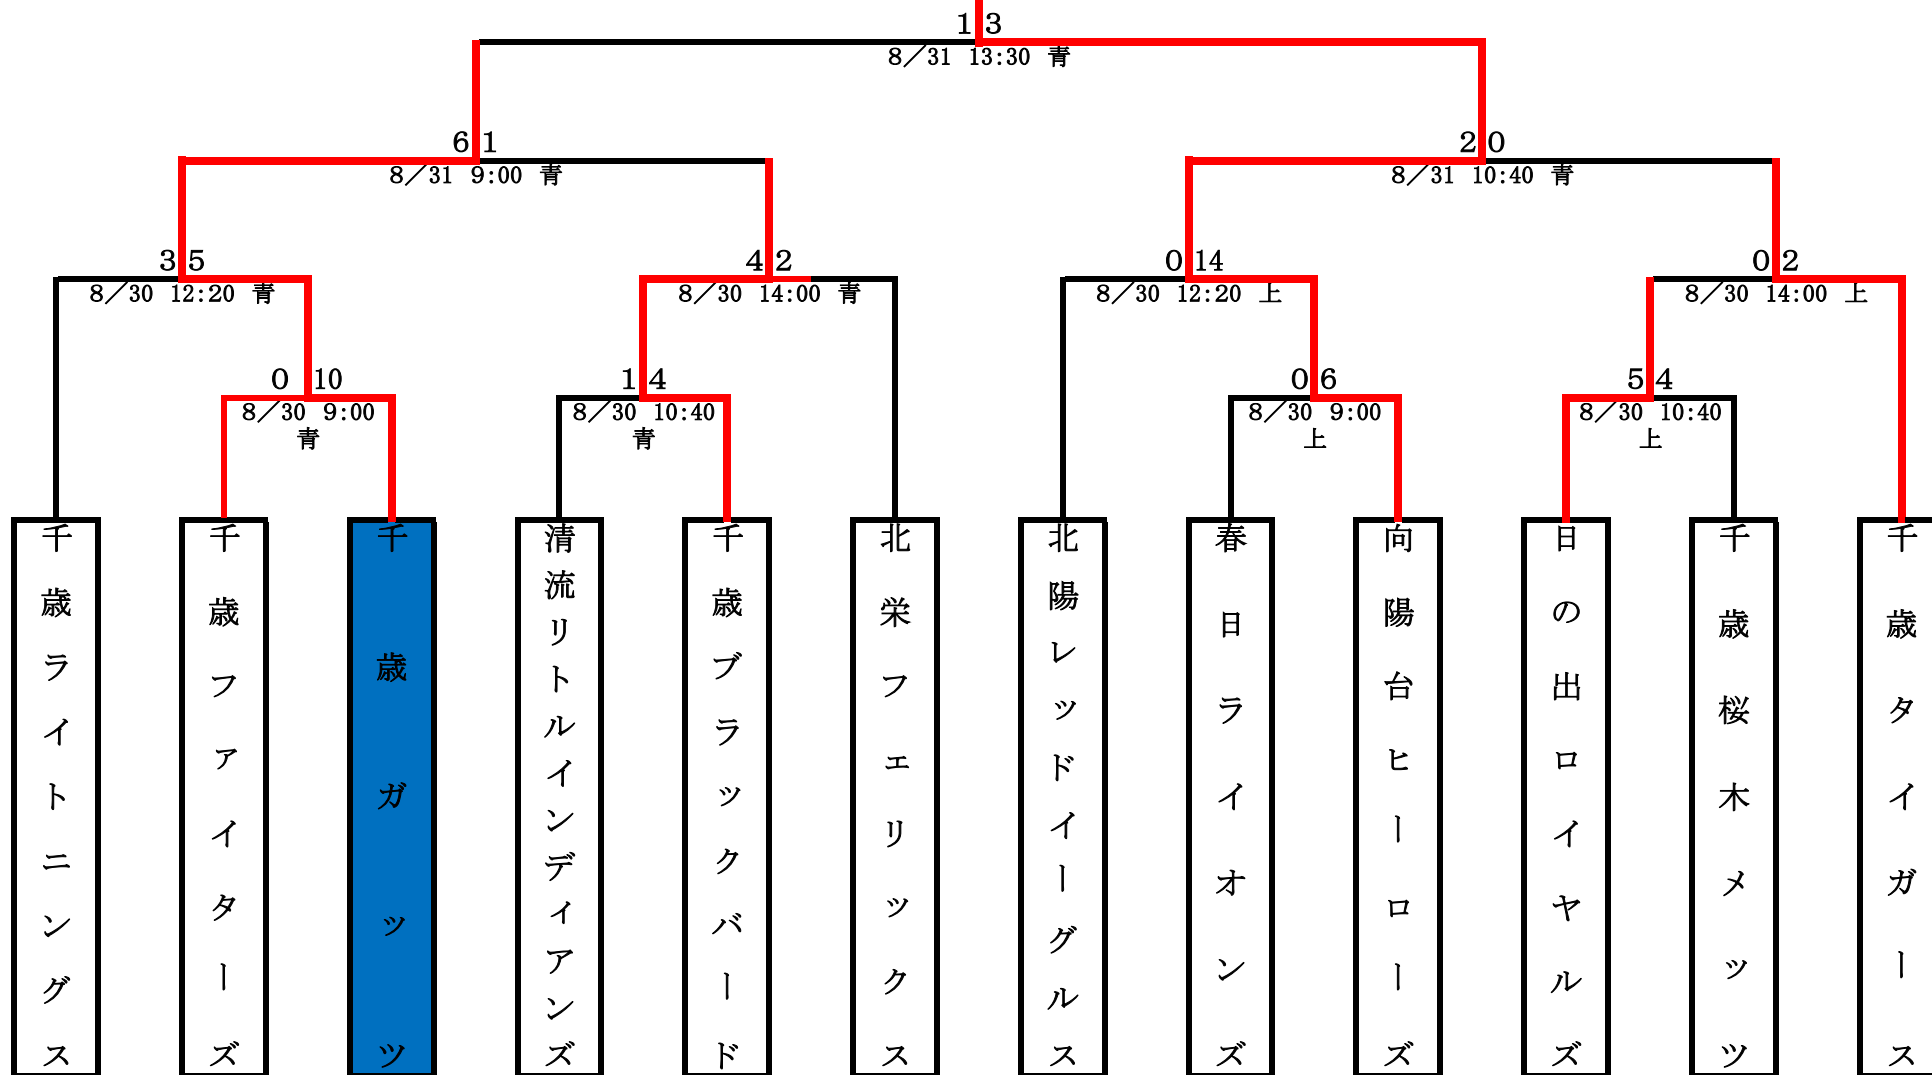 1 3
8／31 13:30 青
6 1
8／31 9:00 青
2 0
8／31 10:40 青
3 5
8／30 12:20 青
4 2
8／30 14:00 青
0 14
8／30 12:20 上
0 2
8／30 14:00 上
0 10
8／30 9:00
青
1 4
8／30 10:40
青
0 6
8／30 9:00
上
5 4
8／30 10:40
上
千歳ライトニングス
千歳ファイターズ
千歳ガッツ
清流リトルインディアンズ
千歳ブラックバード
北栄フェリックス
北陽レッドイーグルス
春日ライオンズ
向陽台ヒーローズ
日の出ロイヤルズ
千歳桜木メッツ
千歳タイガース